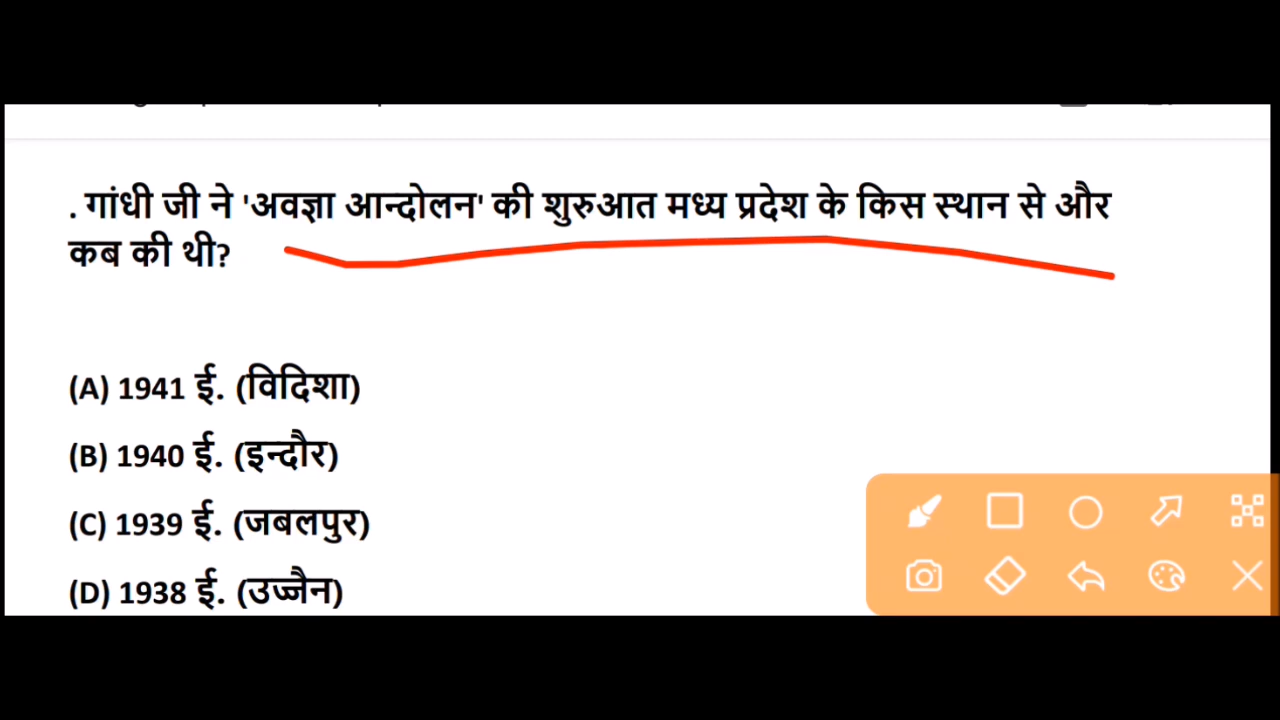 . गांधी जी ने 'अवज्ञा आन्दोलन' की शुरुआत मध्य प्रदेश के किस स्थान से और
कब की थी?
(A) 1941 ई. (विदिशा)
(B) 1940 ई. (इन्दौर)
(C) 1939 ई. (जबलपुर)
(D) 1938 ई. (उज्जैन)